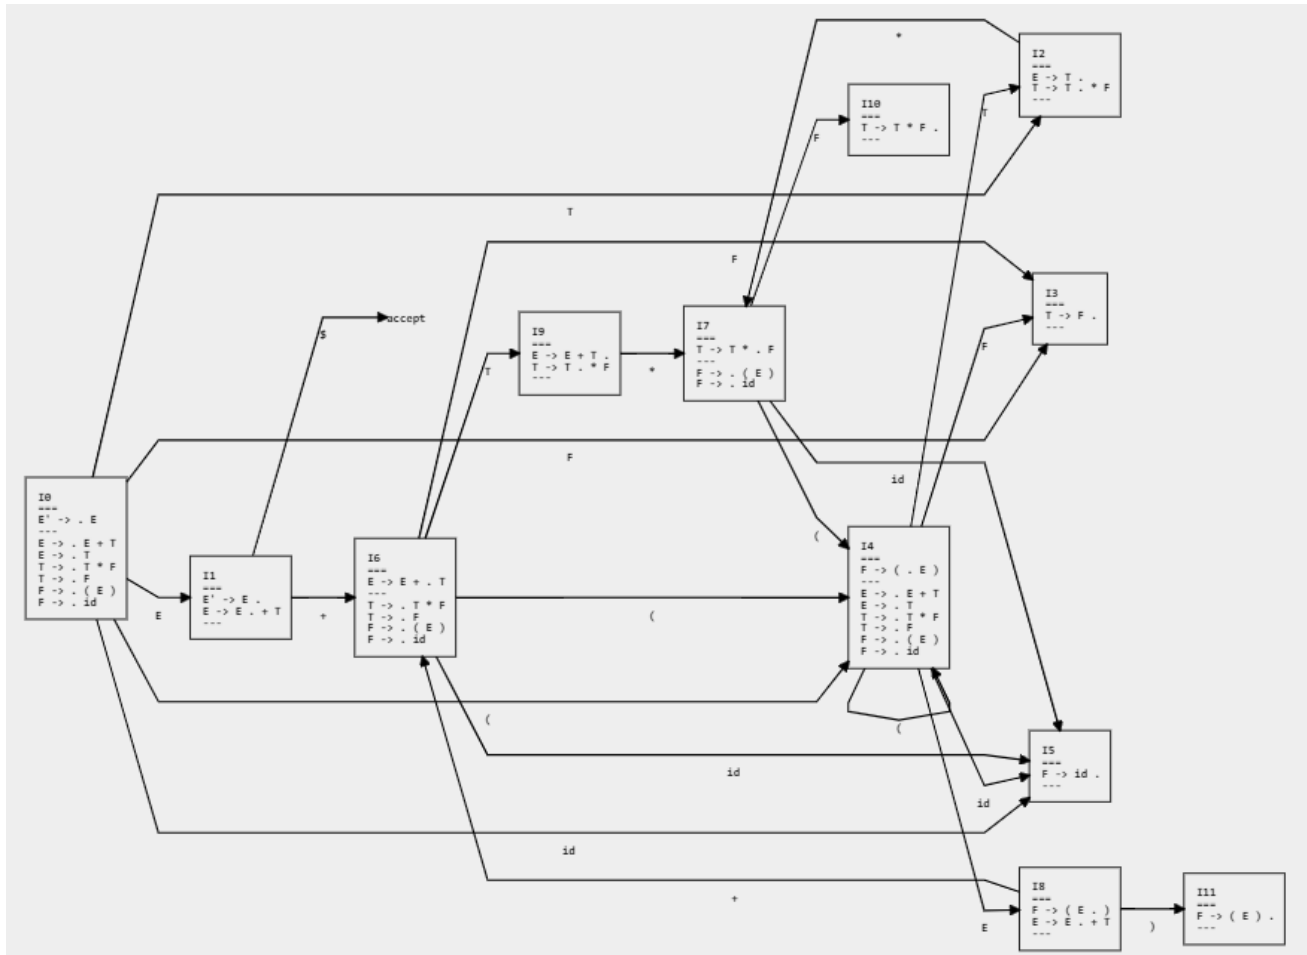 *
I2
===
E -> T .
T -> T . * F
---
I10
===
T -> T * F .
---
T
F
T
F
I3
===
T -> F .
---
$
accept
I9
===
E -> E + T .
T -> T . * F
---
I7
===
T -> T * . F
---
F -> . ( E )
F -> . id
F
T
*
F
id
I0
===
E' -> . E
---
E -> . E + T
E -> . T
T -> . T * F
T -> . F
F -> . ( E )
F -> . id
E
I1
===
E' -> E .
E -> E . + T
---
+
I6
===
E -> E + . T
---
T -> . T * F
T -> . F
F -> . ( E )
F -> . id
(
(
I4
===
F -> ( . E )
---
E -> . E + T
E -> . T
T -> . T * F
T -> . F
F -> . ( E )
F -> . id
(
(
id
I5
===
F -> id .
---
id
id
+
E
I8
===
F -> ( E . )
E -> E . + T
---
)
I11
===
F -> ( E ) .
---